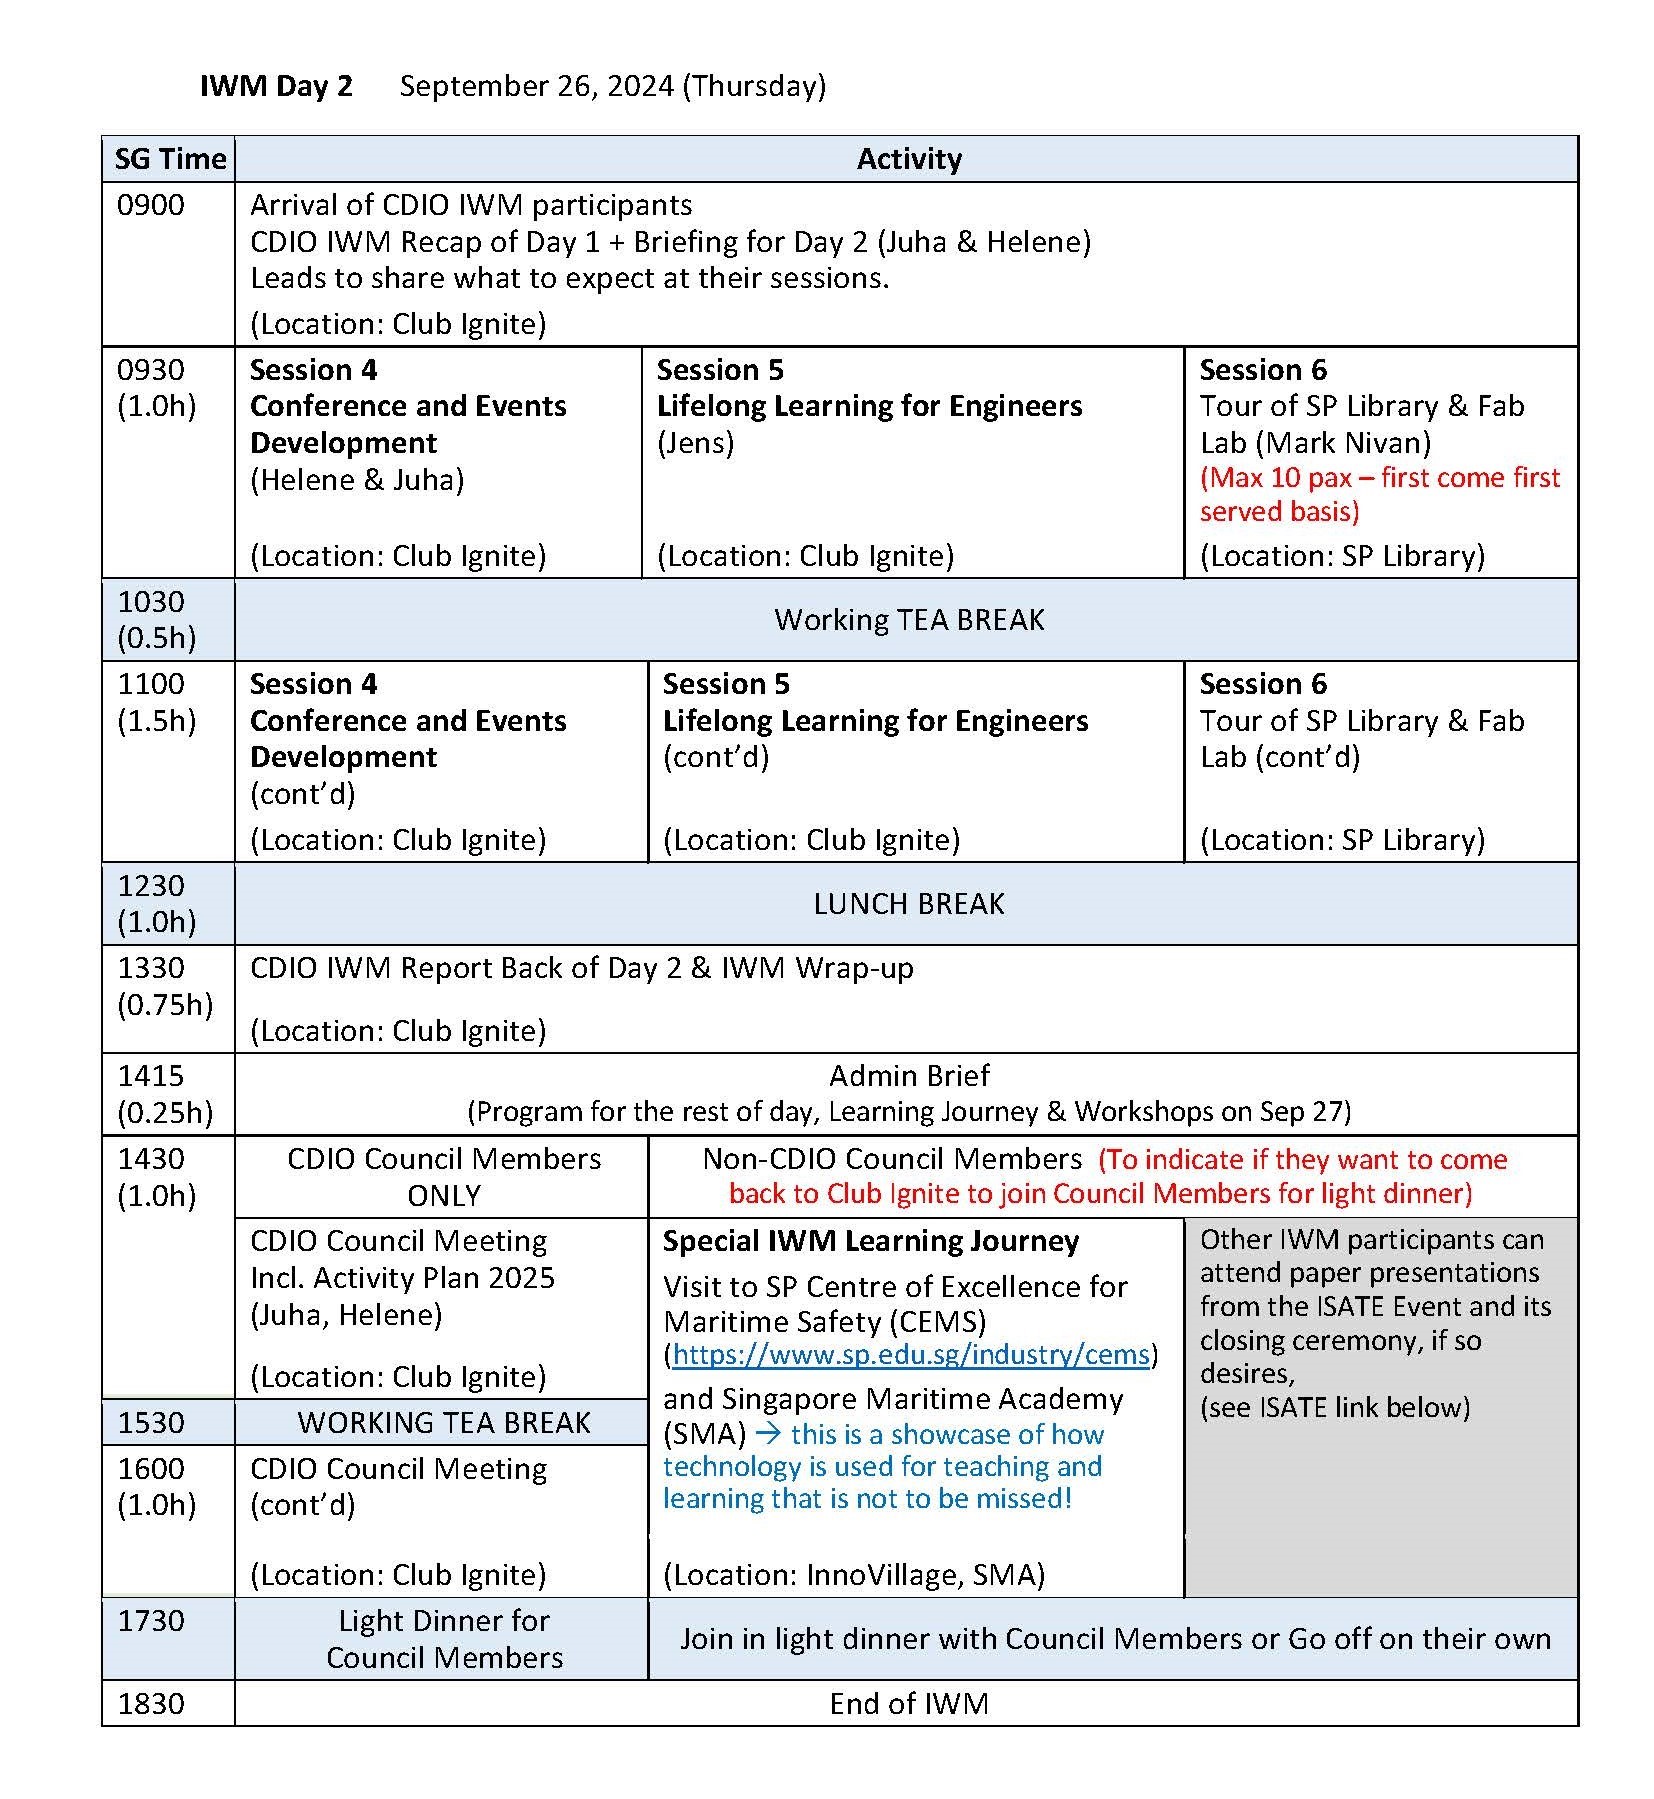 IWM Day 2 September 26, 2024 (Thursday)
SG Time
Activity
0900
Arrival of CDIO IWM participants
CDIO IWM Recap of Day 1 + Briefing for Day 2 (Juha & Helene)
Leads to share what to expect at their sessions.
(Location: Club Ignite)
0930
(1.0h)
Session 4
Conference and Events
Development
(Helene & Juha)
(Location: Club Ignite)
Session 5
Lifelong Learning for Engineers
(Jens)
(Location: Club Ignite)
Session 6
Tour of SP Library & Fab
Lab (Mark Nivan)
(Max 10 pax – first come first
served basis)
(Location: SP Library)
1030
(0.5h)
Working TEA BREAK
1100
(1.5h)
Session 4
Conference and Events
Development
(cont’d)
(Location: Club Ignite)
Session 5
Lifelong Learning for Engineers
(cont’d)
(Location: Club Ignite)
Session 6
Tour of SP Library & Fab
Lab (cont’d)
(Location: SP Library)
1230
(1.0h)
LUNCH BREAK
1330
(0.75h)
CDIO IWM Report Back of Day 2 & IWM Wrap-up
(Location: Club Ignite)
1415
(0.25h)
Admin Brief
(Program for the rest of day, Learning Journey & Workshops on Sep 27)
1430
(1.0h)
CDIO Council Members
ONLY
Non-CDIO Council Members (To indicate if they want to come
back to Club Ignite to join Council Members for light dinner)
CDIO Council Meeting
Incl. Activity Plan 2025
(Juha, Helene)
(Location: Club Ignite)
Special IWM Learning Journey
Visit to SP Centre of Excellence for
Maritime Safety (CEMS)
(https://www.sp.edu.sg/industry/cems)
and Singapore Maritime Academy
(SMA) → this is a showcase of how
technology is used for teaching and
learning that is not to be missed!
(Location: InnoVillage, SMA)
Other IWM participants can
attend paper presentations
from the ISATE Event and its
closing ceremony, if so
desires,
(see ISATE link below)
1530
WORKING TEA BREAK
1600
(1.0h)
CDIO Council Meeting
(cont’d)
(Location: Club Ignite)
1730
Light Dinner for
Council Members
Join in light dinner with Council Members or Go off on their own
1830
End of IWM